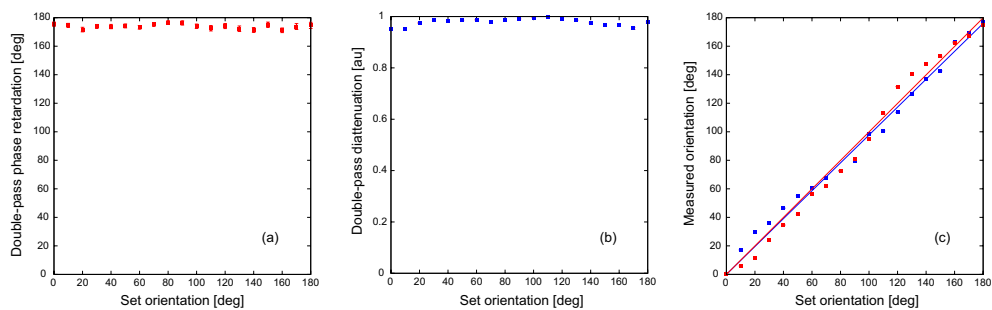 180
160
140
120
100
80
60
40
20
0
Double-pass phase retardation [deg]
(a)
0 20 40 60 80 100 120 140 160 180
Set orientation [deg]
1
0.8
0.6
0.4
0.2
0
Double-pass diattenuation [au]
(b)
0 20 40 60 80 100 120 140 160 180
Set orientation [deg]
180
160
140
120
100
80
60
40
20
0
Measured orientation [deg]
(c)
0 20 40 60 80 100 120 140 160 180
Set orientation [deg]